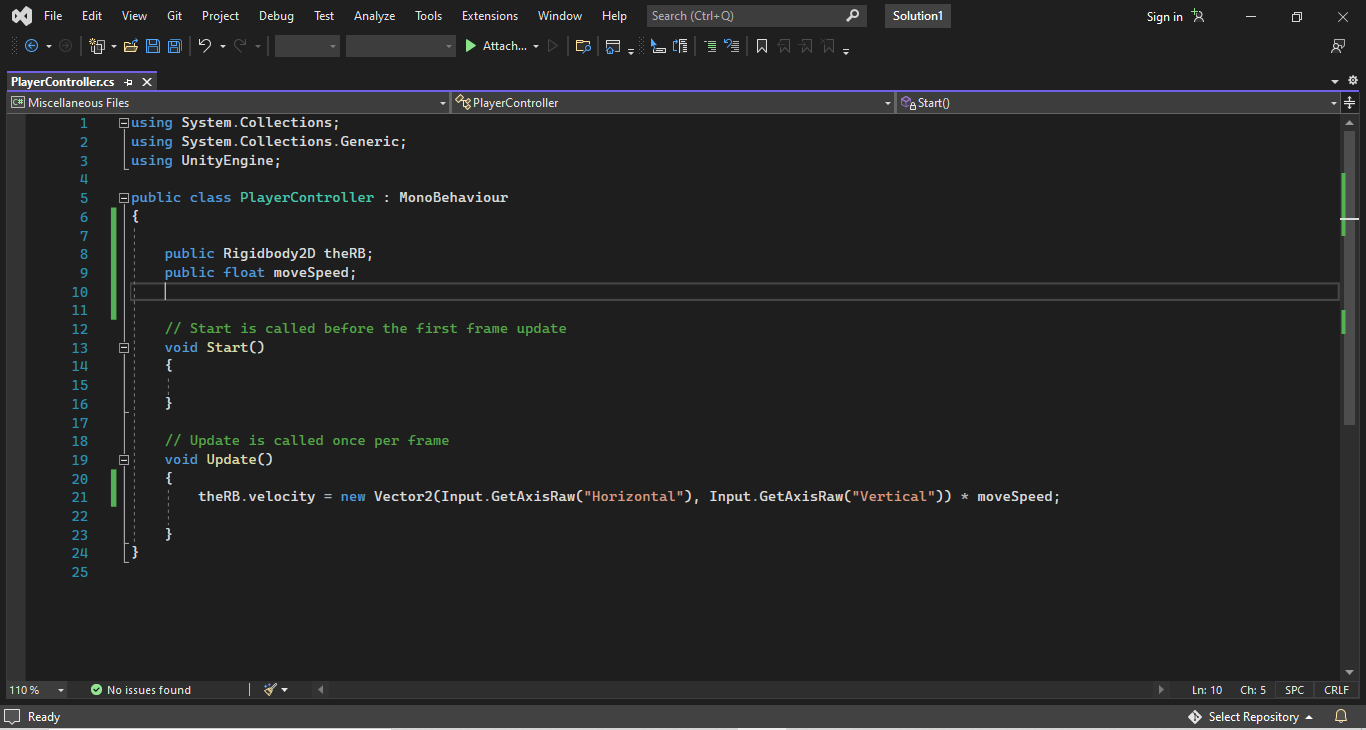 File Edit View Git Project Debug Test Analyze Tools Extensions Window Help Search (Ctrl+Q) Solution1 Sign in
Attach...
PlayerController.cs
C# Miscellaneous Files PlayerController Start()
1 using System.Collections;
2 using System.Collections.Generic;
3 using UnityEngine;
4
5 public class PlayerController : MonoBehaviour
6 {
7
8 public Rigidbody2D theRB;
9 public float moveSpeed;
10
11
12 // Start is called before the first frame update
13 void Start()
14 {
15
16 }
17
18 // Update is called once per frame
19 void Update()
20 {
21 theRB.velocity = new Vector2(Input.GetAxisRaw("Horizontal"), Input.GetAxisRaw("Vertical")) * moveSpeed;
22
23 }
24 }
25
110 % No issues found Ln: 10 Ch: 5 SPC CRLF
Ready Select Repository